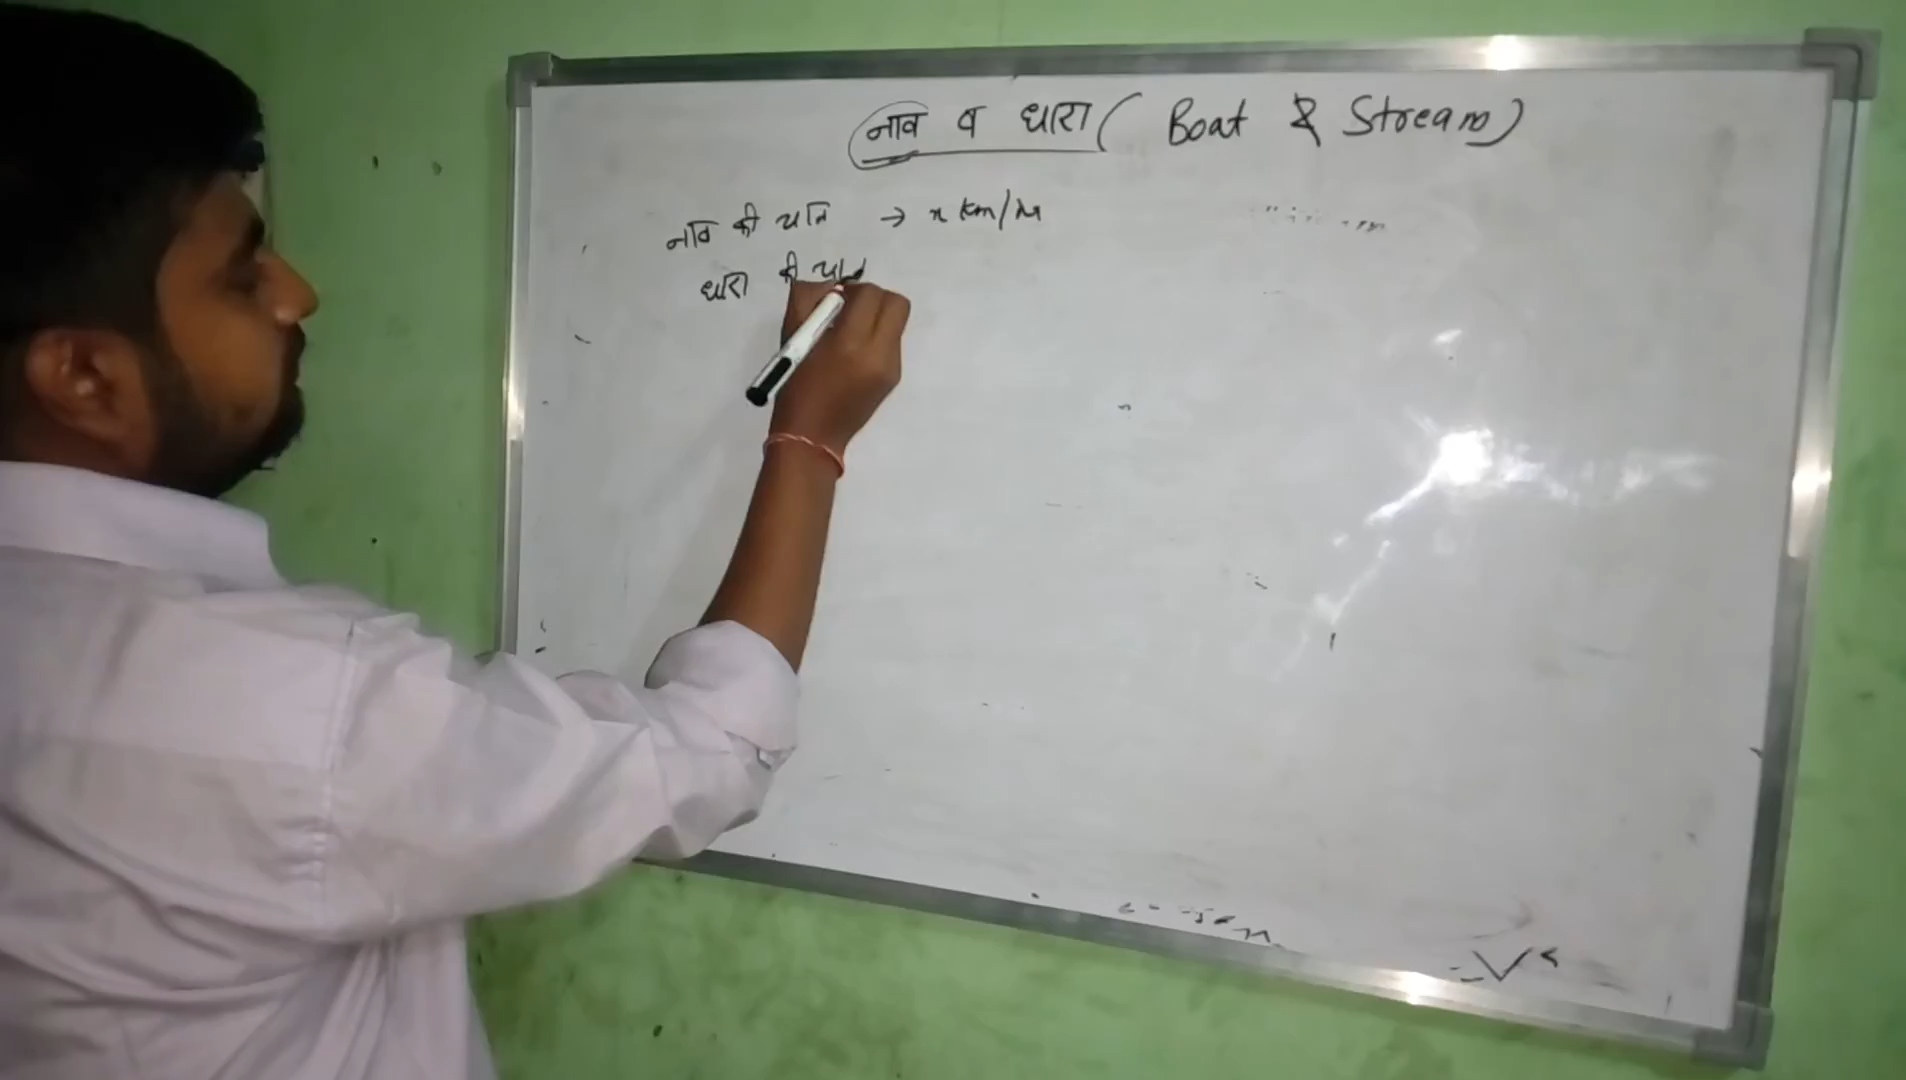 नाव व धारा ( Boat & Stream)
नाव की चाल → x km/hr
धारा की चाल